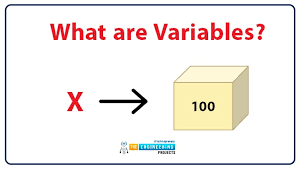 What are Variables?
X
100
THE ENGINEERING
PROJECTS